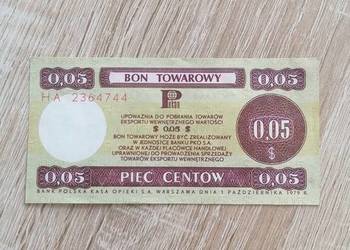 0,05 BON TOWAROWY 0,05
HA 2364744
PeKaO
UPOWAŻNIA DO POBRANIA TOWARÓW
EKSPORTU WEWNĘTRZNEGO WARTOŚCI
$ 0,05 $
BON TOWAROWY MOŻE BYĆ ZREALIZOWANY
W JEDNOSTCE BANKU PKO S.A.
ORAZ W KAŻDEJ PLACÓWCE HANDLOWEJ
UPRAWNIONEJ DO PROWADZENIA SPRZEDAŻY
TOWARÓW EKSPORTU WEWNĘTRZNEGO
0,05
$
0,05 PIĘĆ CENTÓW 0,05
BANK POLSKA KASA OPIEKI S.A. WARSZAWA DNIA 1 PAŹDZIERNIKA 1979 R.